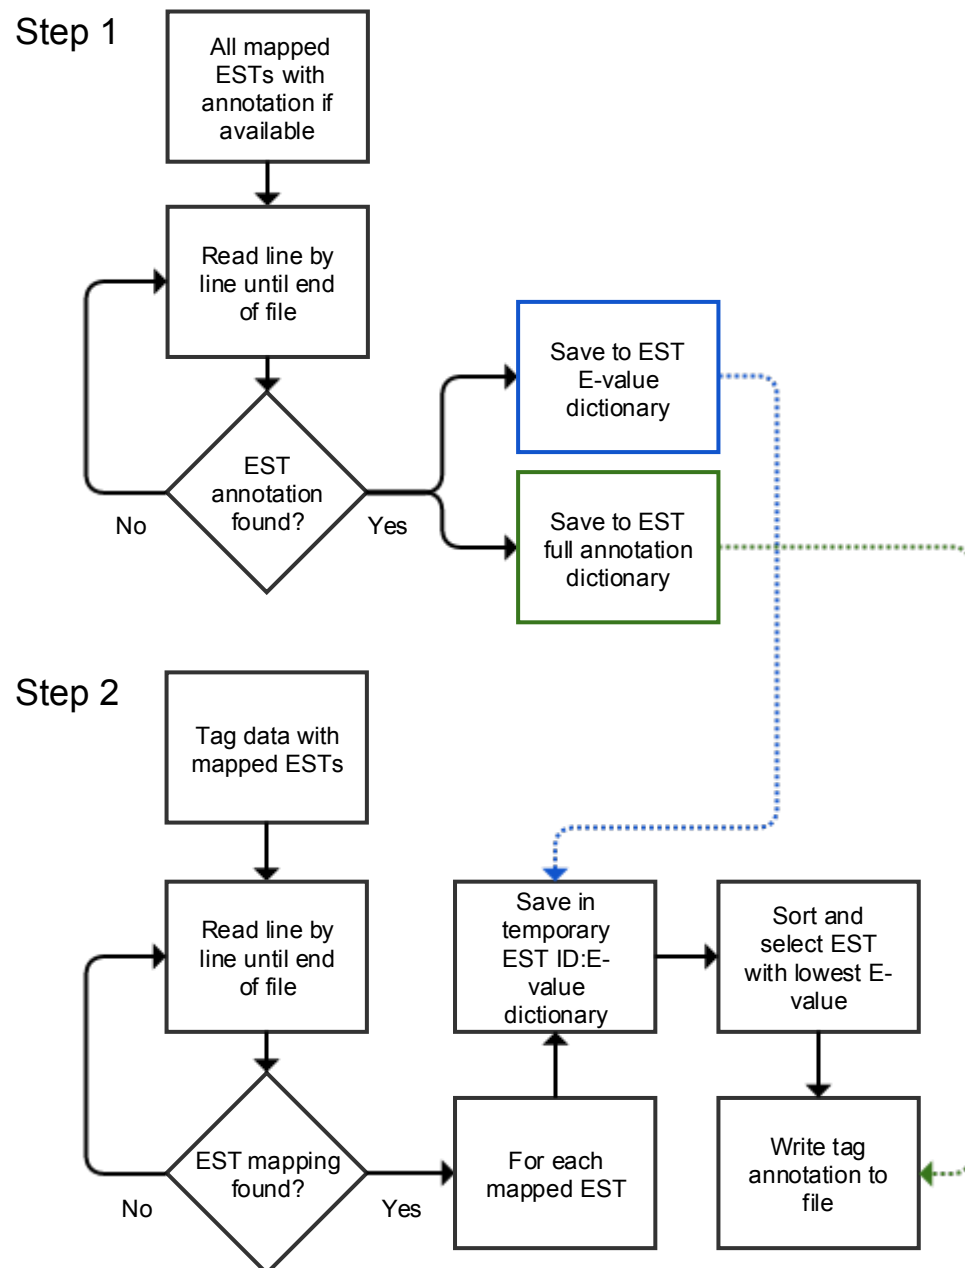 Step 1
All mapped
ESTs with
annotation if
available
Read line by
line until end
of file
EST
annotation
found?
No
Yes
Save to EST
E-value
dictionary
Save to EST
full annotation
dictionary
Step 2
Tag data with
mapped ESTs
Read line by
line until end
of file
EST mapping
found?
No
Yes
For each
mapped EST
Save in
temporary
EST ID:E-
value
dictionary
Sort and
select EST
with lowest E-
value
Write tag
annotation to
file